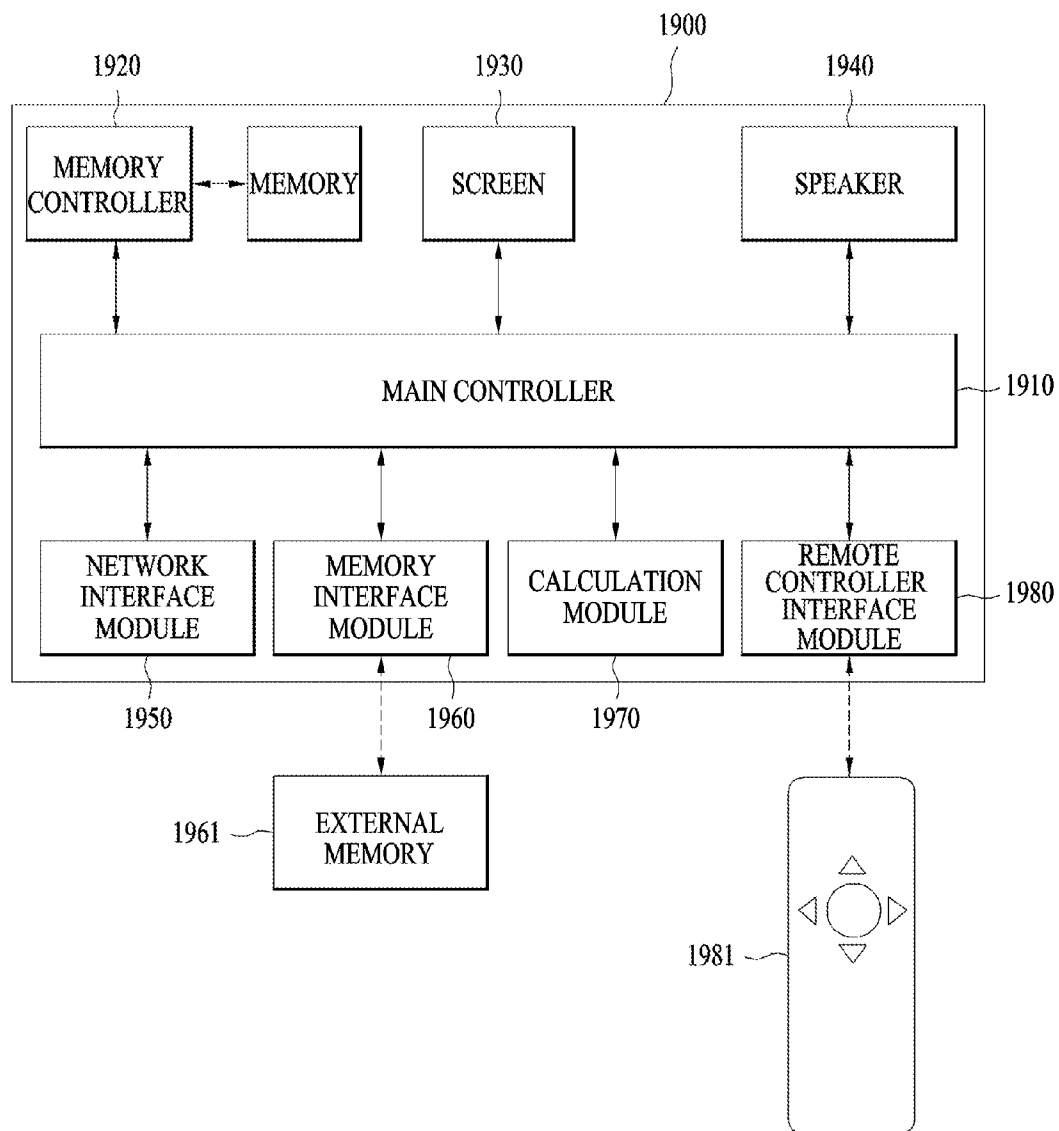 1900
1920
1930
1940
MEMORY
CONTROLLER
MEMORY
SCREEN
SPEAKER
MAIN CONTROLLER
1910
NETWORK
INTERFACE
MODULE
MEMORY
INTERFACE
MODULE
CALCULATION
MODULE
REMOTE
CONTROLLER
INTERFACE
MODULE
1980
1950
1960
1970
1961
EXTERNAL
MEMORY
1981